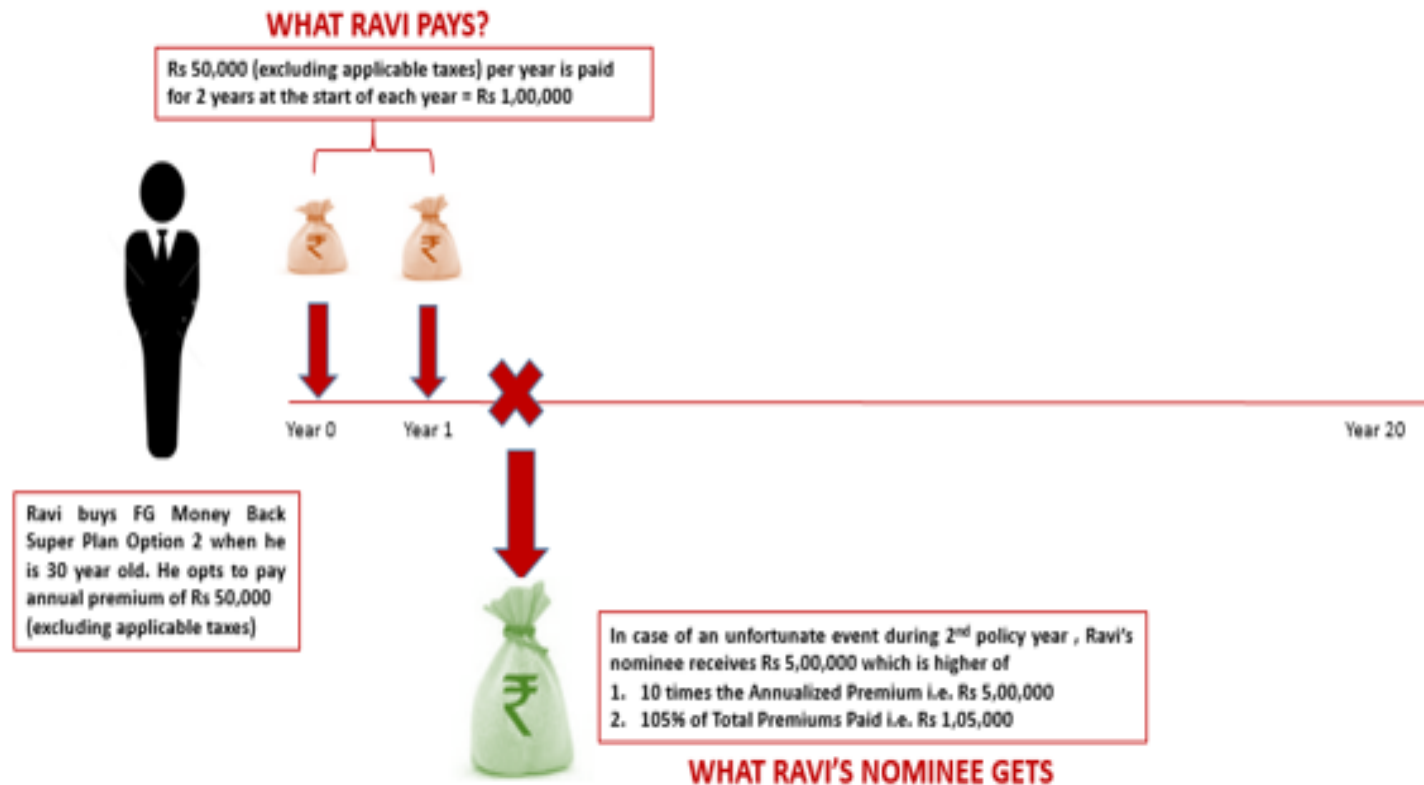 WHAT RAVI PAYS?
Rs 50,000 (excluding applicable taxes) per year is paid
for 2 years at the start of each year = Rs 1,00,000
₹
₹
Year 0
Year 1
Year 20
Ravi buys FG Money Back
Super Plan Option 2 when he
is 30 year old. He opts to pay
annual premium of Rs 50,000
(excluding applicable taxes)
₹
In case of an unfortunate event during 2nd policy year , Ravi's
nominee receives Rs 5,00,000 which is higher of
1. 10 times the Annualized Premium i.e. Rs 5,00,000
2. 105% of Total Premiums Paid i.e. Rs 1,05,000
WHAT RAVI'S NOMINEE GETS